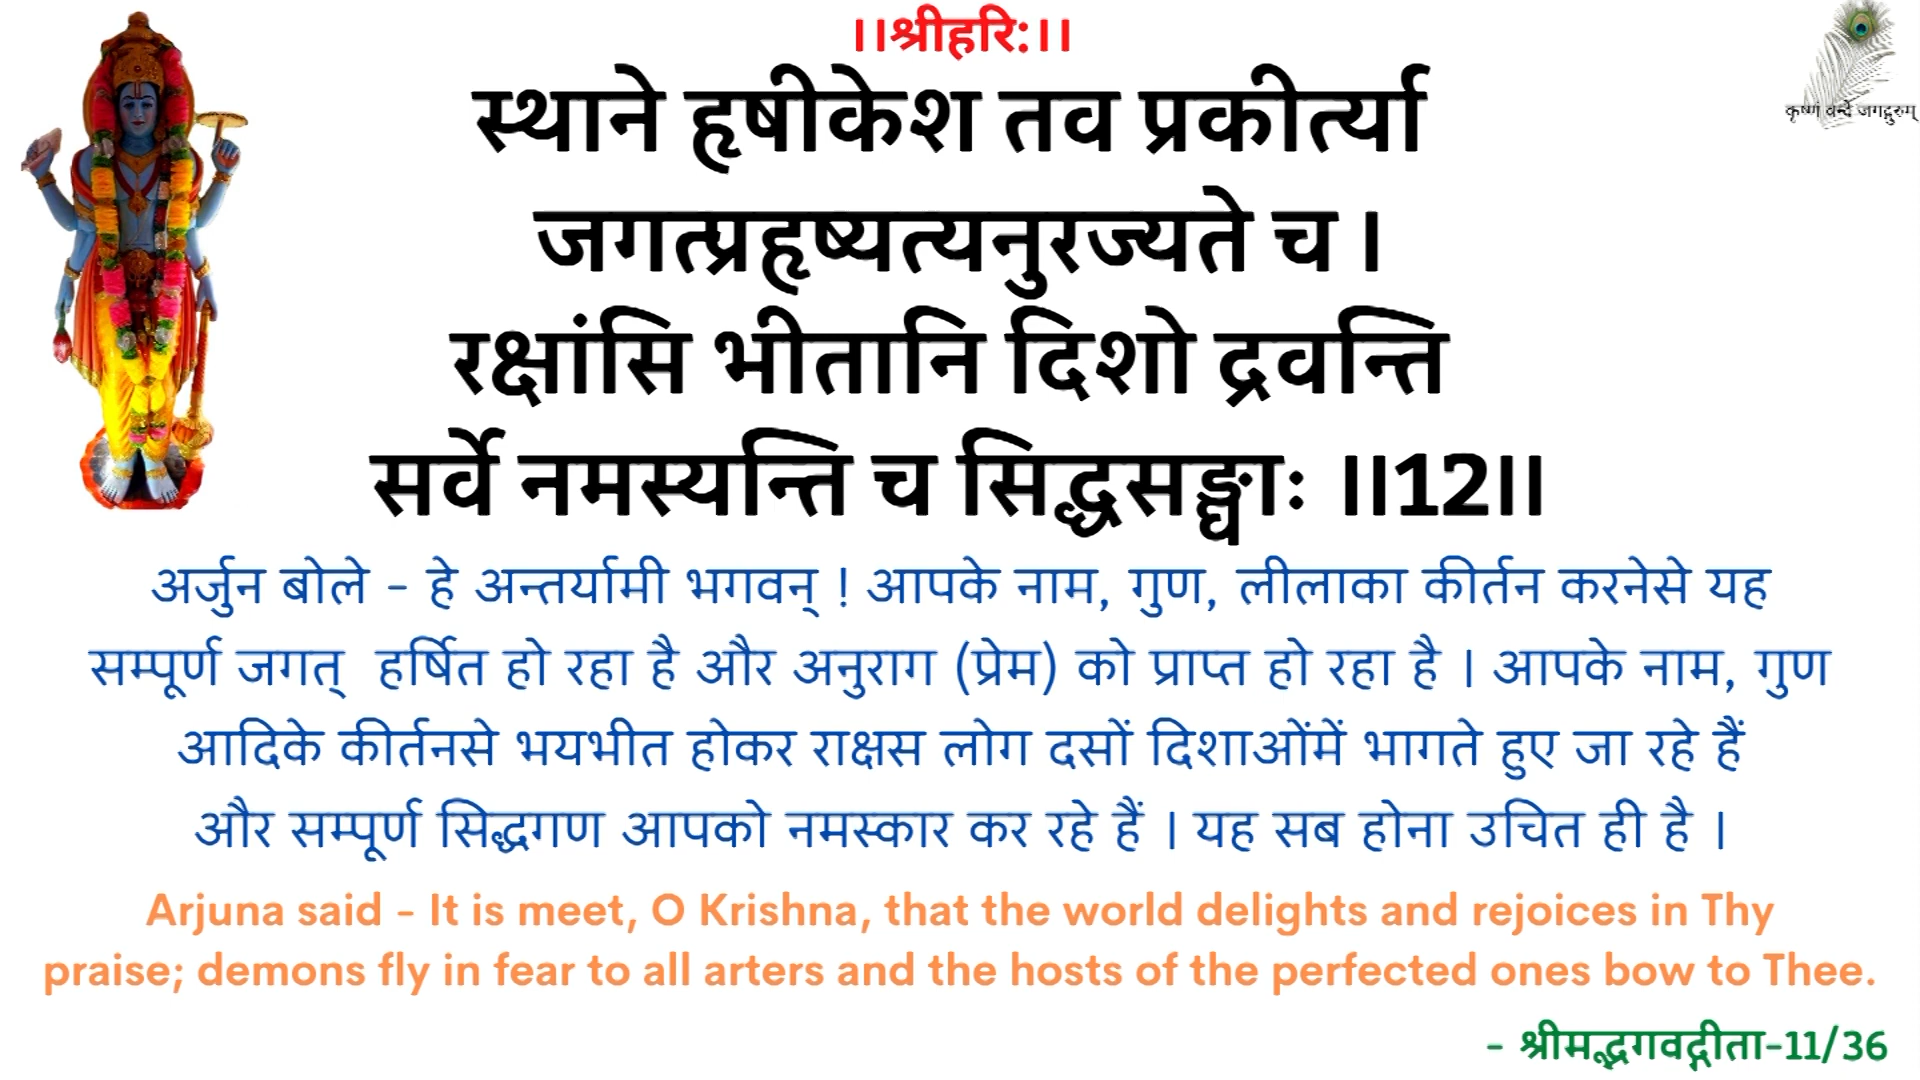 ।।श्रीहरि:।।
कृष्णं वन्दे जगद्गुरुम्
स्थाने हृषीकेश तव प्रकीर्त्या
जगत्प्रहृष्यत्यनुरज्यते च ।
रक्षांसि भीतानि दिशो द्रवन्ति
सर्वे नमस्यन्ति च सिद्धसङ्घाः ।।12।।
अर्जुन बोले - हे अन्तर्यामी भगवन् ! आपके नाम, गुण, लीलाका कीर्तन करनेसे यह
सम्पूर्ण जगत् हर्षित हो रहा है और अनुराग (प्रेम) को प्राप्त हो रहा है । आपके नाम, गुण
आदिके कीर्तनसे भयभीत होकर राक्षस लोग दसों दिशाओंमें भागते हुए जा रहे हैं
और सम्पूर्ण सिद्धगण आपको नमस्कार कर रहे हैं । यह सब होना उचित ही है ।
Arjuna said - It is meet, O Krishna, that the world delights and rejoices in Thy
praise; demons fly in fear to all arters and the hosts of the perfected ones bow to Thee.
- श्रीमद्भगवद्गीता-11/36